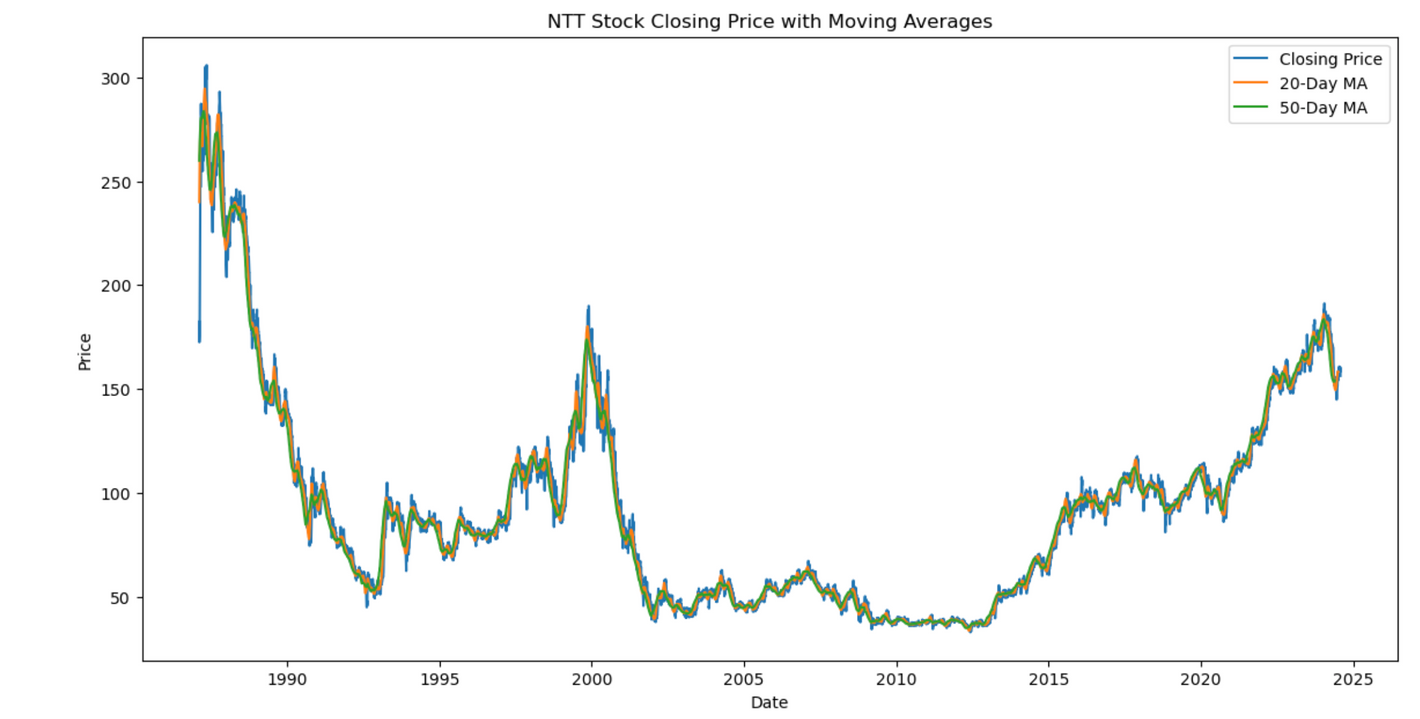 NTT Stock Closing Price with Moving Averages
Closing Price
20-Day MA
50-Day MA
300
250
200
150
100
50
Price
1990 1995 2000 2005 2010 2015 2020 2025
Date